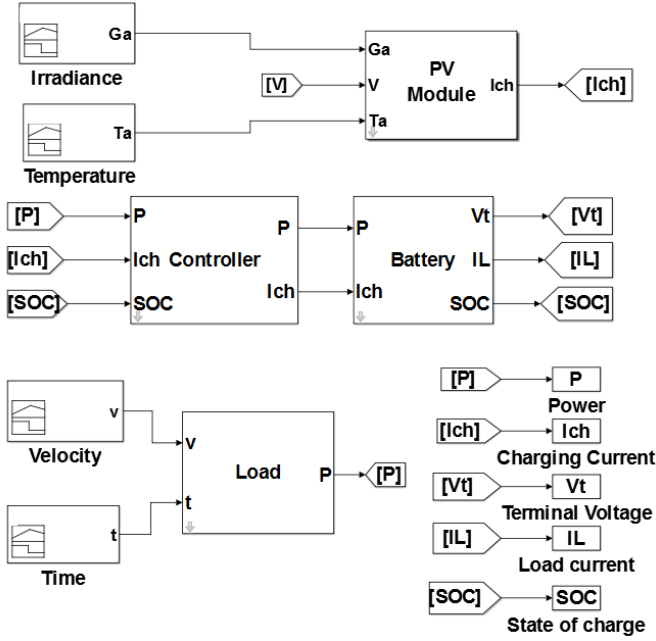 Ga
Irradiance
Ga
[V]
V
PV
Module
Ich
[Ich]
Ta
Ta
Temperature
[P]
P
P
P
Vt
[Vt]
[Ich]
Ich
Controller
Battery
IL
[IL]
[SOC]
SOC
Ich
Ich
SOC
[SOC]
v
Velocity
v
Load
P
[P]
t
t
Time
[P]
P
Power
[Ich]
Ich
Charging Current
[Vt]
Vt
Terminal Voltage
[IL]
IL
Load current
[SOC]
SOC
State of charge